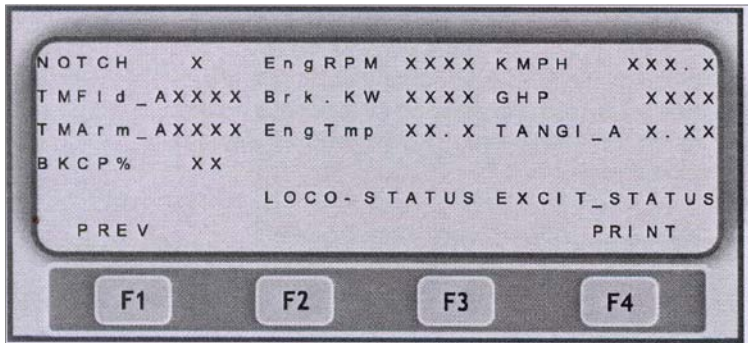 NOTCH X EngRPM XXXX KMPH XXX.X
TMFld_AXXXX Brk.KW XXXX GHP XXXX
TMArm_AXXXX EngTmp XX.X TANGl_A X.XX
BKCP% XX
LOCO-STATUS EXCIT_STATUS
PREV PRINT
F1 F2 F3 F4